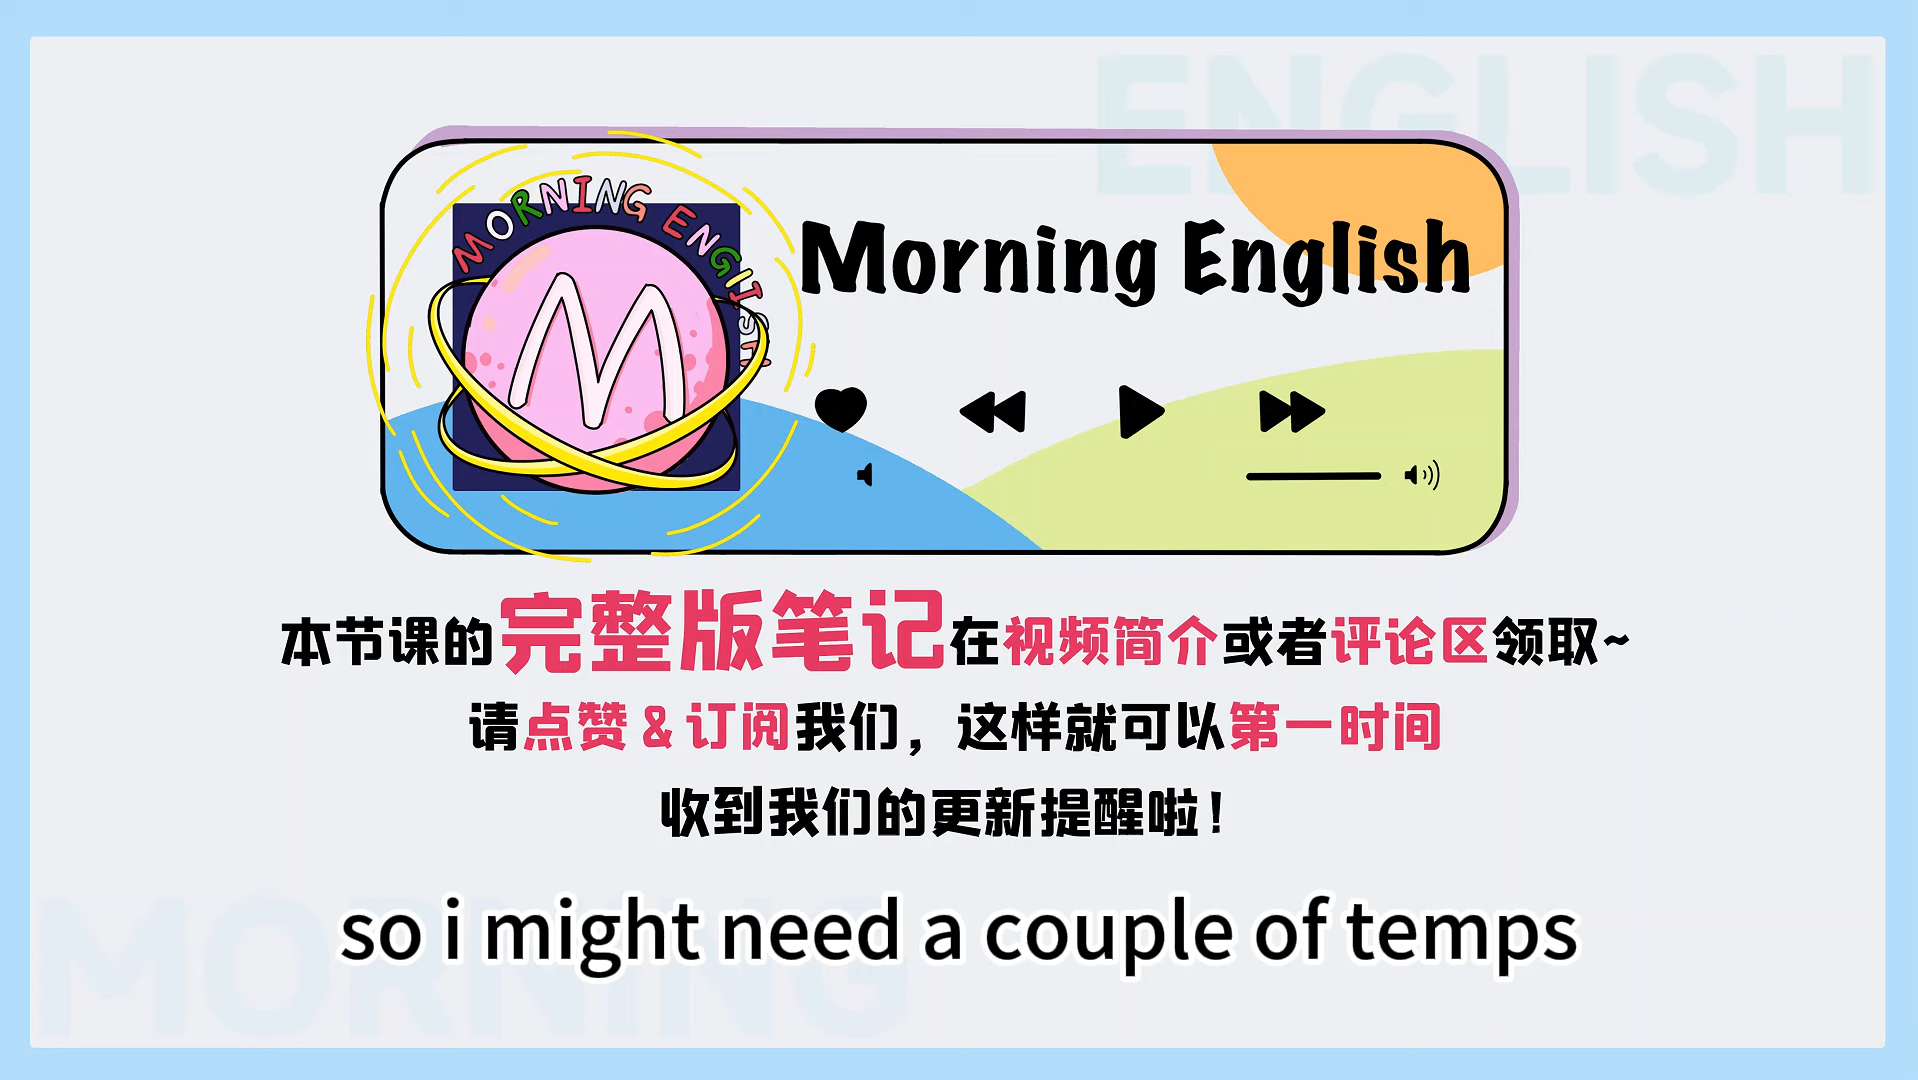 ENGLISH
MORNING ENGLISH
M
Morning English
本节课的完整版笔记在视频简介或者评论区领取~
请点赞&订阅我们，这样就可以第一时间
收到我们的更新提醒啦！
so i might need a couple of temps
MORNING